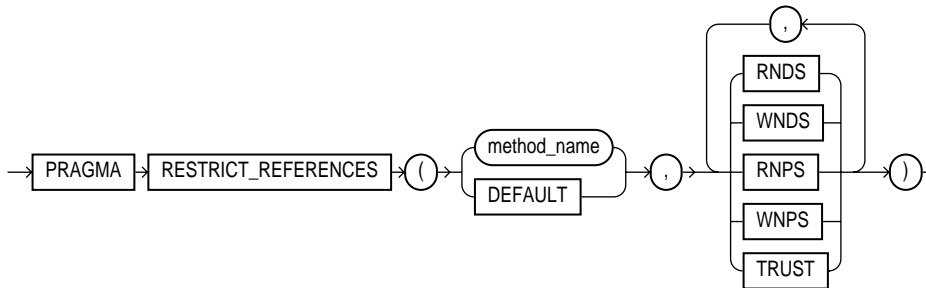 ,
RNDS
WNDS
method_name
PRAGMA RESTRICT_REFERENCES ( , RNPS )
DEFAULT
WNPS
TRUST